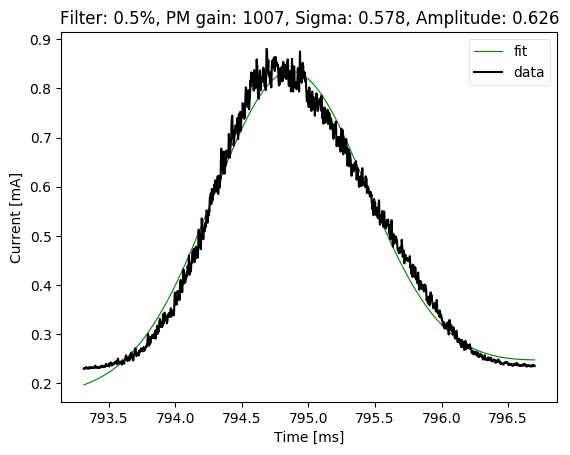 Filter: 0.5%, PM gain: 1007, Sigma: 0.578, Amplitude: 0.626
fit
data
Current [mA]
0.9
0.8
0.7
0.6
0.5
0.4
0.3
0.2
793.5 794.0 794.5 795.0 795.5 796.0 796.5
Time [ms]